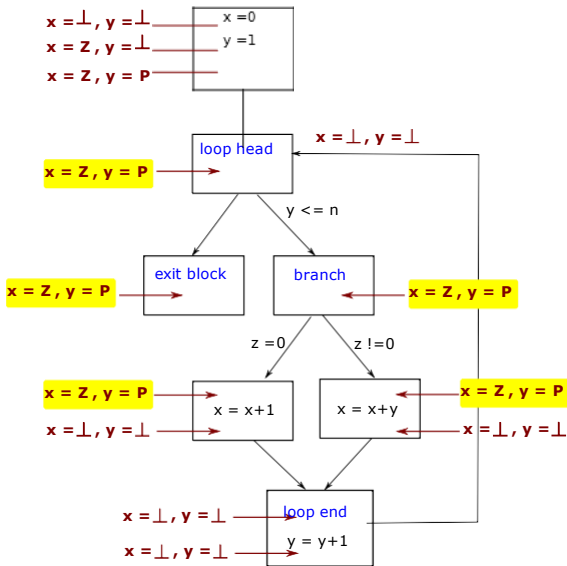 x =⊥, y =⊥
x =0
x = Z, y =⊥
y =1
x = Z, y = P
x =⊥, y =⊥
loop head
x = Z, y = P
y <= n
exit block
branch
x = Z, y = P
x = Z, y = P
z =0
z !=0
x = Z, y = P
x = Z, y = P
x = x+1
x = x+y
x =⊥, y =⊥
x =⊥, y =⊥
x =⊥, y =⊥
loop end
y = y+1
x =⊥, y =⊥